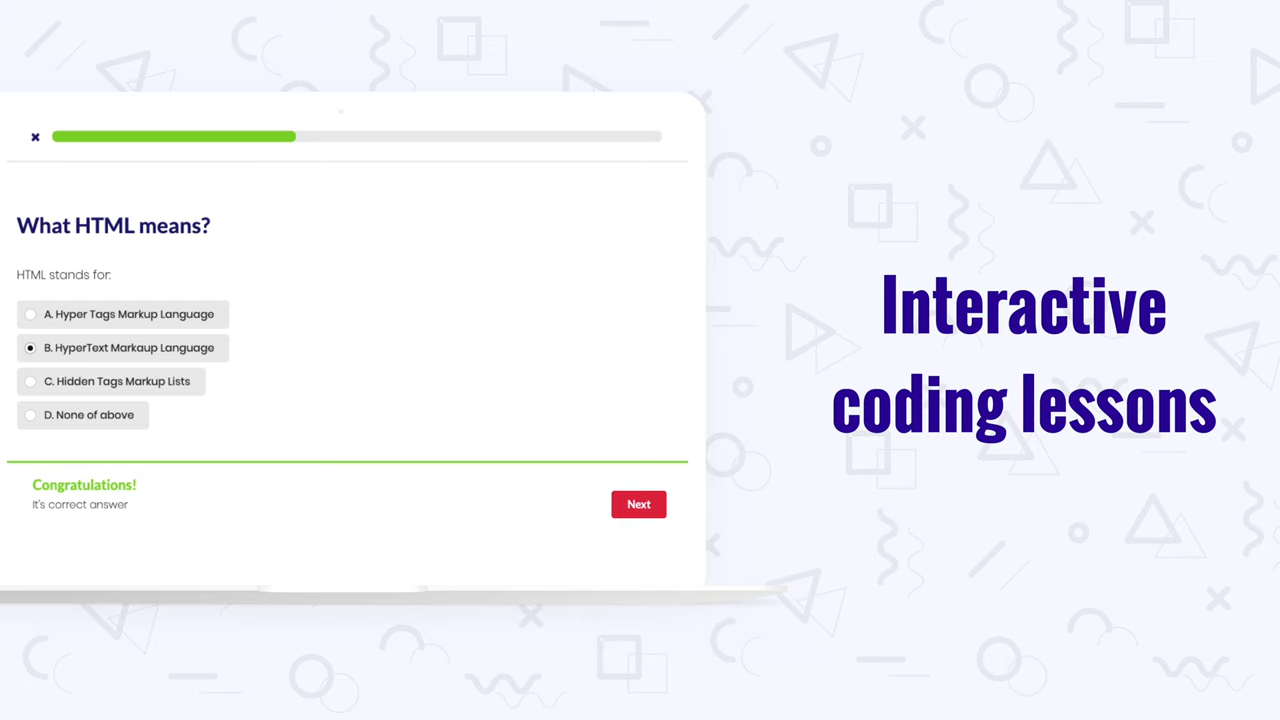 What HTML means?
HTML stands for:
A. Hyper Tags Markup Language
B. HyperText Markaup Language
C. Hidden Tags Markup Lists
D. None of above
Congratulations!
It's correct answer
Next
Interactive
coding lessons